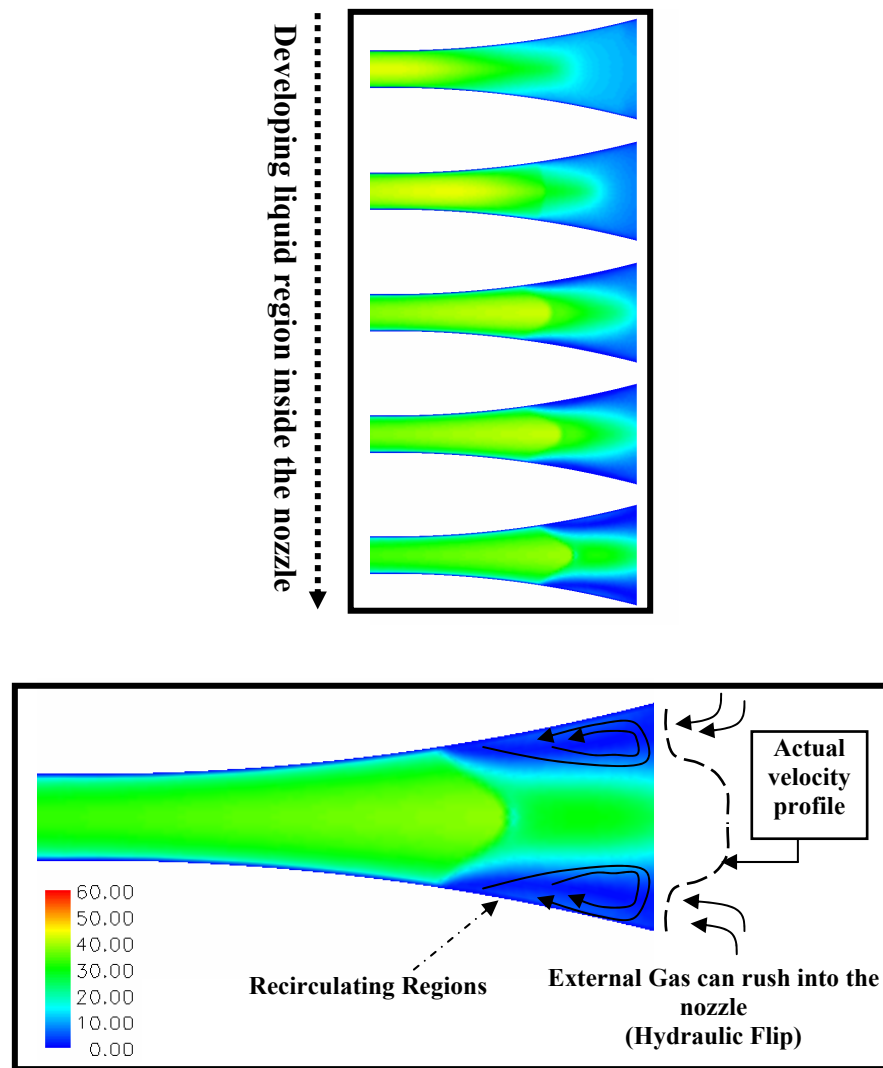 Developing liquid region inside the nozzle
Actual
velocity
profile
60.00
50.00
40.00
30.00
20.00
10.00
0.00
Recirculating Regions
External Gas can rush into the
nozzle
(Hydraulic Flip)